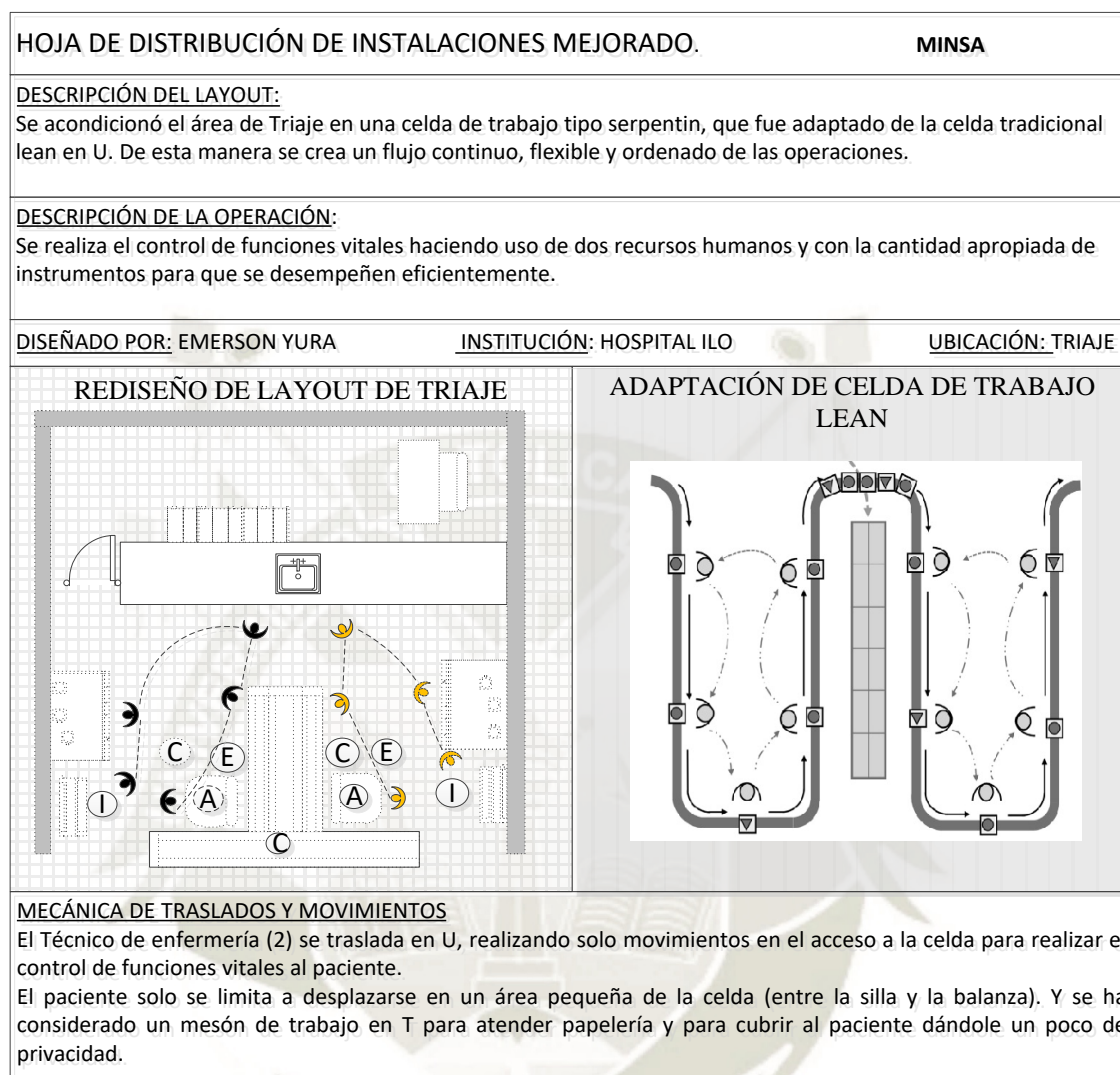 HOJA DE DISTRIBUCIÓN DE INSTALACIONES MEJORADO. MINSA
DESCRIPCIÓN DEL LAYOUT:
Se acondicionó el área de Triaje en una celda de trabajo tipo serpentin, que fue adaptado de la celda tradicional
lean en U. De esta manera se crea un flujo continuo, flexible y ordenado de las operaciones.
DESCRIPCIÓN DE LA OPERACIÓN:
Se realiza el control de funciones vitales haciendo uso de dos recursos humanos y con la cantidad apropiada de
instrumentos para que se desempeñen eficientemente.
DISEÑADO POR: EMERSON YURA INSTITUCIÓN: HOSPITAL ILO UBICACIÓN: TRIAJE
REDISEÑO DE LAYOUT DE TRIAJE
C E C E
I A A I
C
ADAPTACIÓN DE CELDA DE TRABAJO
LEAN
MECÁNICA DE TRASLADOS Y MOVIMIENTOS
El Técnico de enfermería (2) se traslada en U, realizando solo movimientos en el acceso a la celda para realizar e
control de funciones vitales al paciente.
El paciente solo se limita a desplazarse en un área pequeña de la celda (entre la silla y la balanza). Y se ha
considerado un mesón de trabajo en T para atender papelería y para cubrir al paciente dándole un poco de
privacidad.